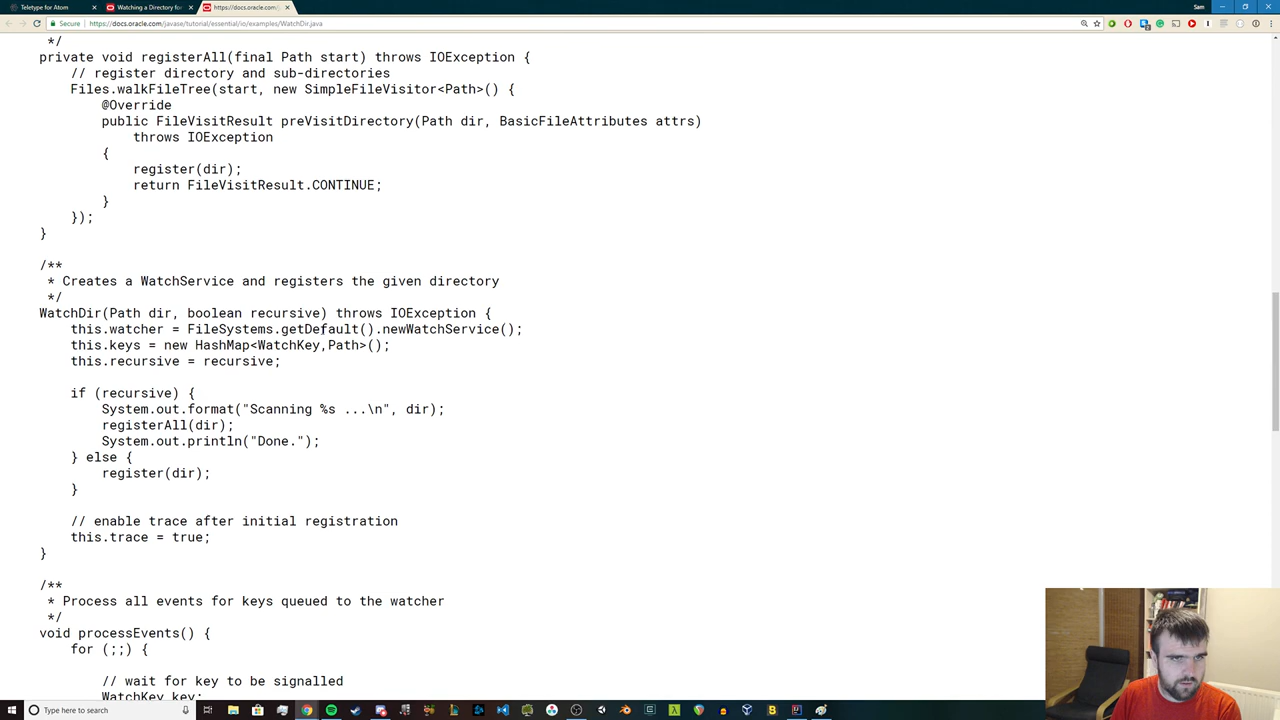 Teletype for Atom
Watching a Directory for
https://docs.oracle.com/
Sam
Secure
https://docs.oracle.com/javase/tutorial/essential/io/examples/WatchDir.java
*/
private void registerAll(final Path start) throws IOException {
// register directory and sub-directories
Files.walkFileTree(start, new SimpleFileVisitor<Path>() {
@Override
public FileVisitResult preVisitDirectory(Path dir, BasicFileAttributes attrs)
throws IOException
{
register(dir);
return FileVisitResult.CONTINUE;
}
});
}
/**
* Creates a WatchService and registers the given directory
*/
WatchDir(Path dir, boolean recursive) throws IOException {
this.watcher = FileSystems.getDefault().newWatchService();
this.keys = new HashMap<WatchKey,Path>();
this.recursive = recursive;
if (recursive) {
System.out.format("Scanning %s ...\n", dir);
registerAll(dir);
System.out.println("Done.");
} else {
register(dir);
}
// enable trace after initial registration
this.trace = true;
}
/**
* Process all events for keys queued to the watcher
*/
void processEvents() {
for (;;) {
// wait for key to be signalled
WatchKey key;
Type here to search